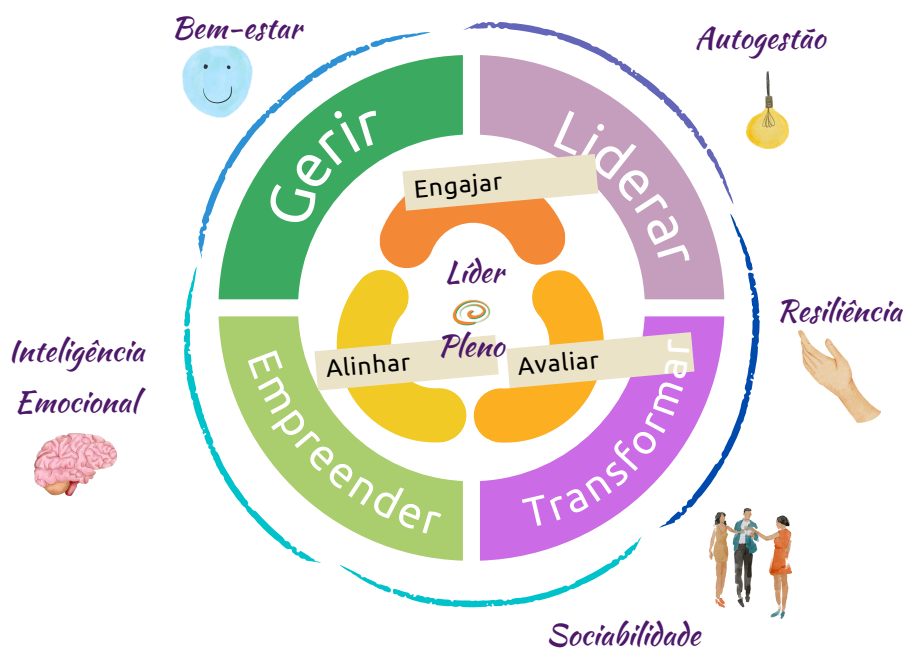 Bem-estar
Autogestão
Gerir
Liderar
Engajar
Líder
Pleno
Resiliência
Inteligência
Emocional
Alinhar
Avaliar
Empreender
Transformar
Sociabilidade